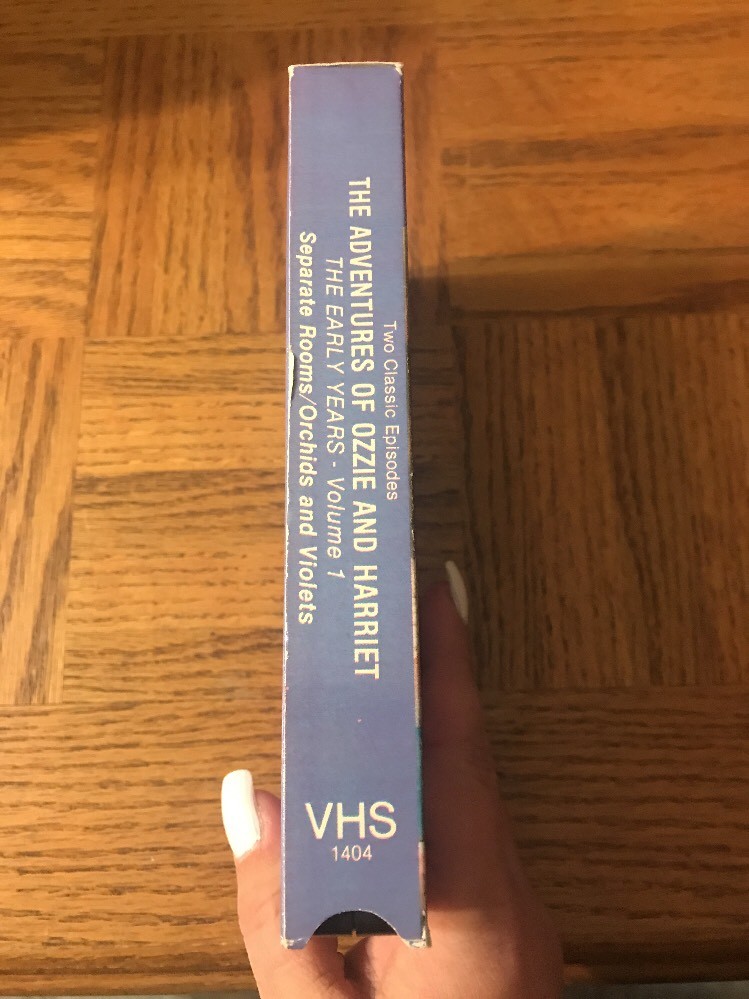 Two Classic Episodes
THE ADVENTURES OF OZZIE AND HARRIET
THE EARLY YEARS - Volume 1
Separate Rooms/Orchids and Violets
VHS
1404